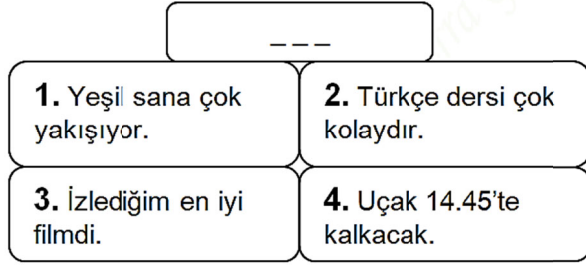 _ _ _
1. Yeşil sana çok
yakışıyor.
2. Türkçe dersi çok
kolaydır.
3. İzlediğim en iyi
filmdi.
4. Uçak 14.45’te
kalkacak.